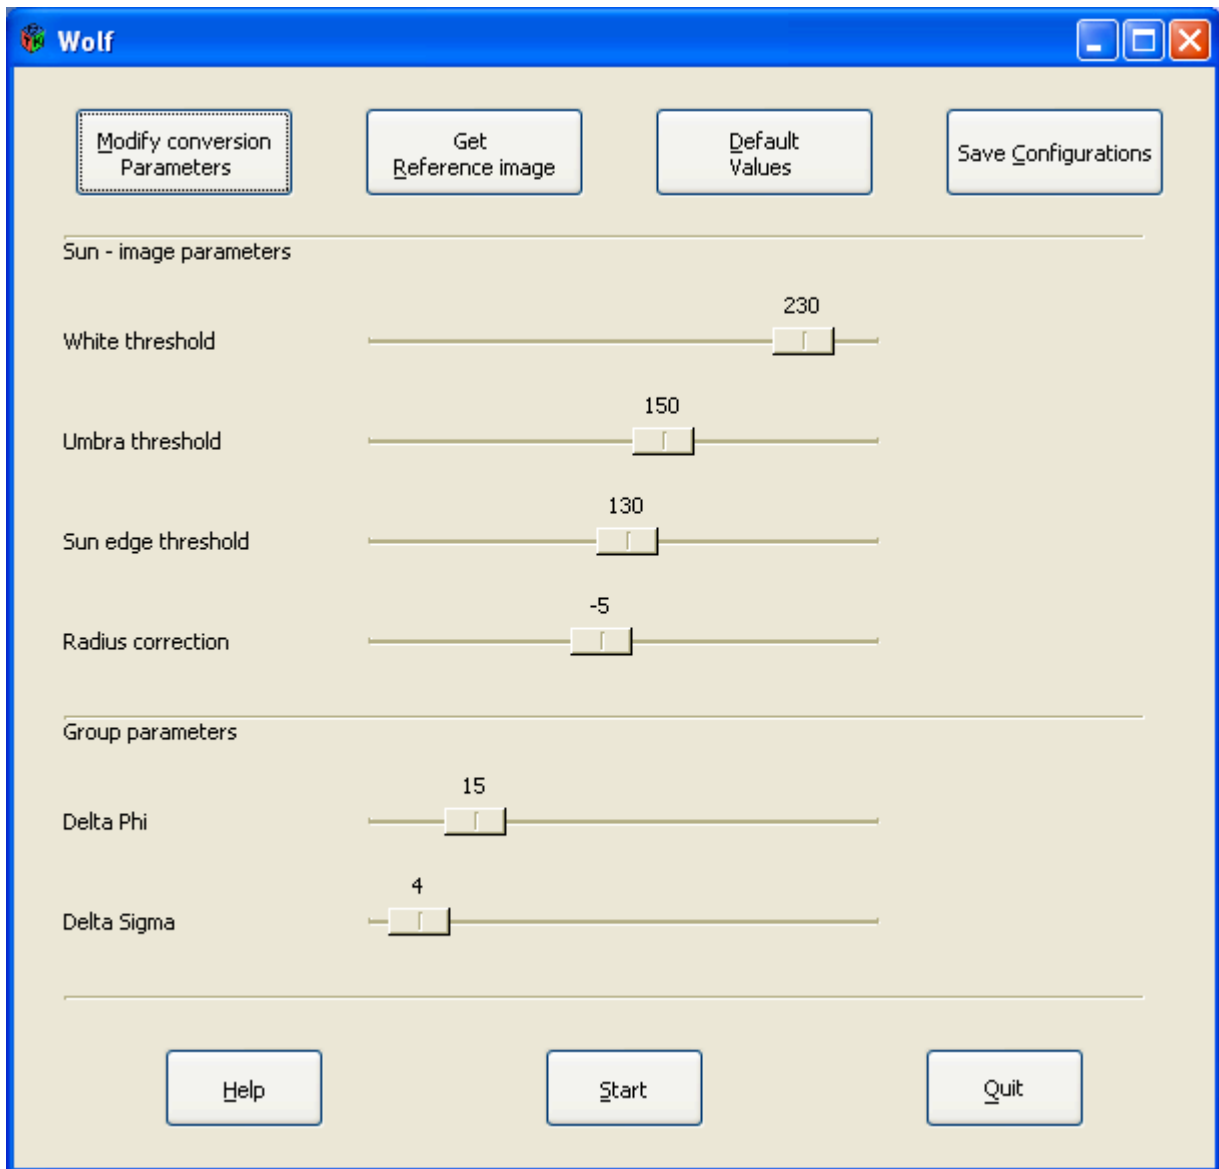 Wolf
Modify conversion
Parameters
Get
Reference image
Default
Values
Save Configurations
Sun - image parameters
230
White threshold
150
Umbra threshold
130
Sun edge threshold
-5
Radius correction
Group parameters
15
Delta Phi
4
Delta Sigma
Help
Start
Quit